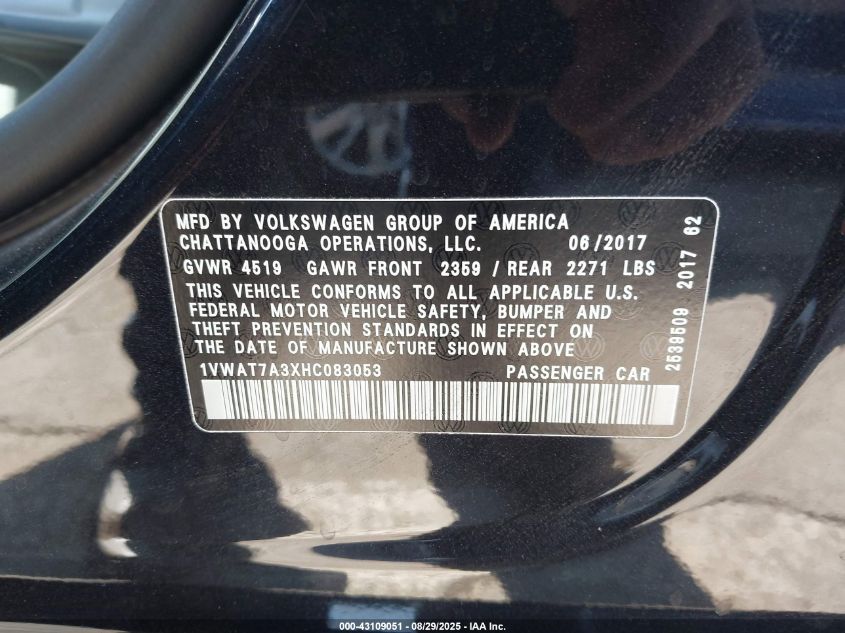 MFD BY VOLKSWAGEN GROUP OF AMERICA
CHATTANOOGA OPERATIONS, LLC. 06/2017
GVWR 4519 GAWR FRONT 2359 / REAR 2271 LBS
THIS VEHICLE CONFORMS TO ALL APPLICABLE U.S.
FEDERAL MOTOR VEHICLE SAFETY, BUMPER AND
THEFT PREVENTION STANDARDS IN EFFECT ON
THE DATE OF MANUFACTURE SHOWN ABOVE
1VWAT7A3XHC083053 PASSENGER CAR
2539509 2017 62
000-43109051 - 08/29/2025 - IAA Inc.